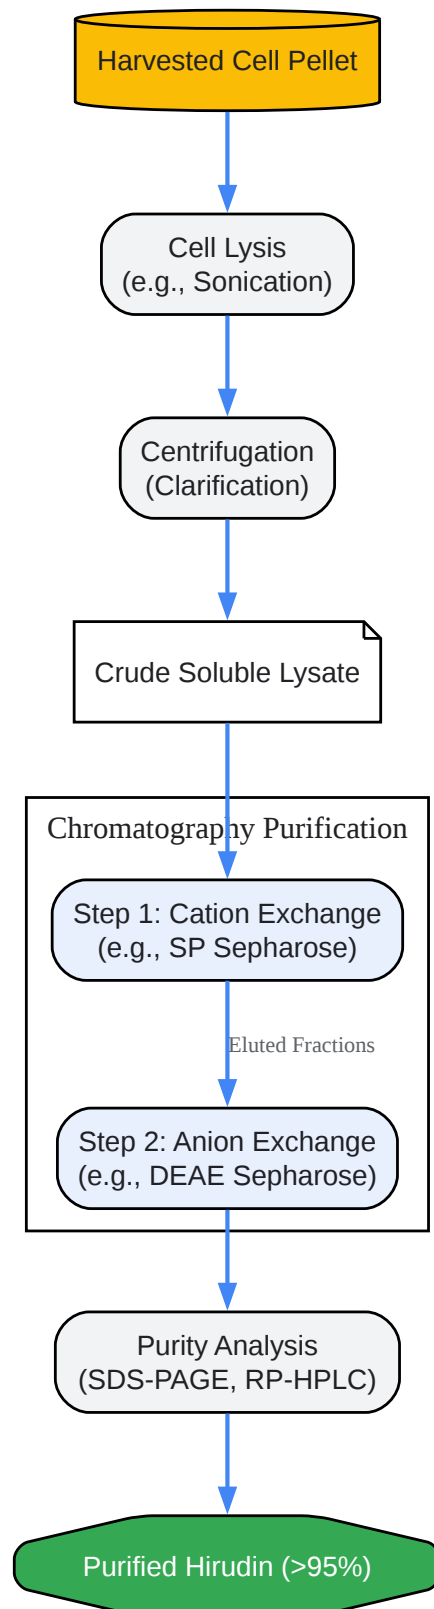 Harvested Cell Pellet
Cell Lysis
(e.g., Sonication)
Centrifugation
(Clarification)
Crude Soluble Lysate
Chromatography Purification
Step 1: Cation Exchange
(e.g., SP Sepharose)
Eluted Fractions
Step 2: Anion Exchange
(e.g., DEAE Sepharose)
Purity Analysis
(SDS-PAGE, RP-HPLC)
Purified Hirudin (>95%)